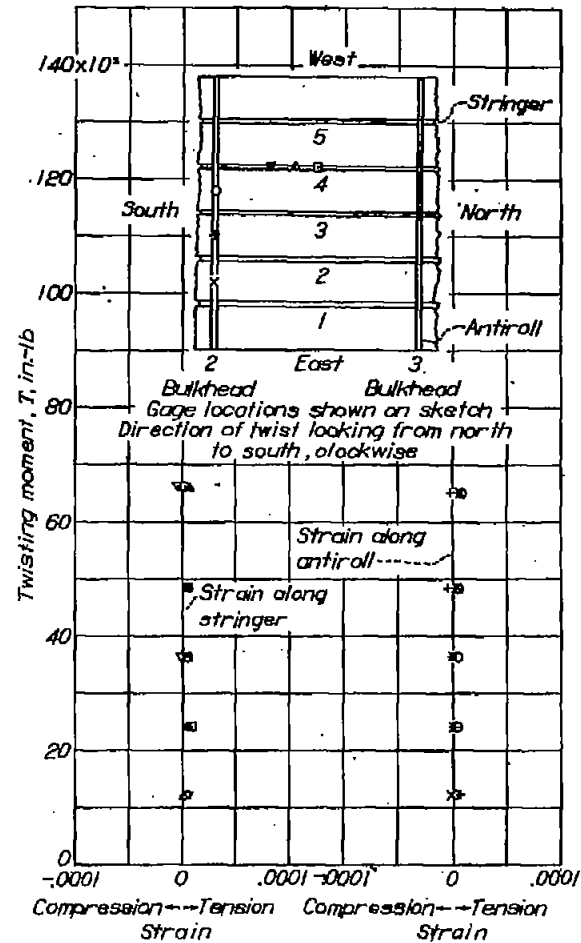 140x10³
West
Stringer
5
120
4
South
3
North
2
100
1
Antiroll
2
East
3
Bulkhead
Bulkhead
80
Gage locations shown on sketch
Direction of twist looking from north
to south, clockwise
Twisting moment, T, in.-lb
60
Strain along
antiroll
Strain along
stringer
40
20
0
-.0001
0
.0001
-.0001
0
.0001
Compression←→Tension
Compression←→Tension
Strain
Strain